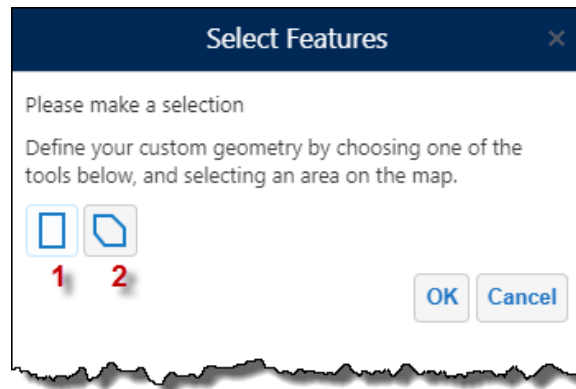 Select Features
Please make a selection
Define your custom geometry by choosing one of the
tools below, and selecting an area on the map.
1 2
OK Cancel